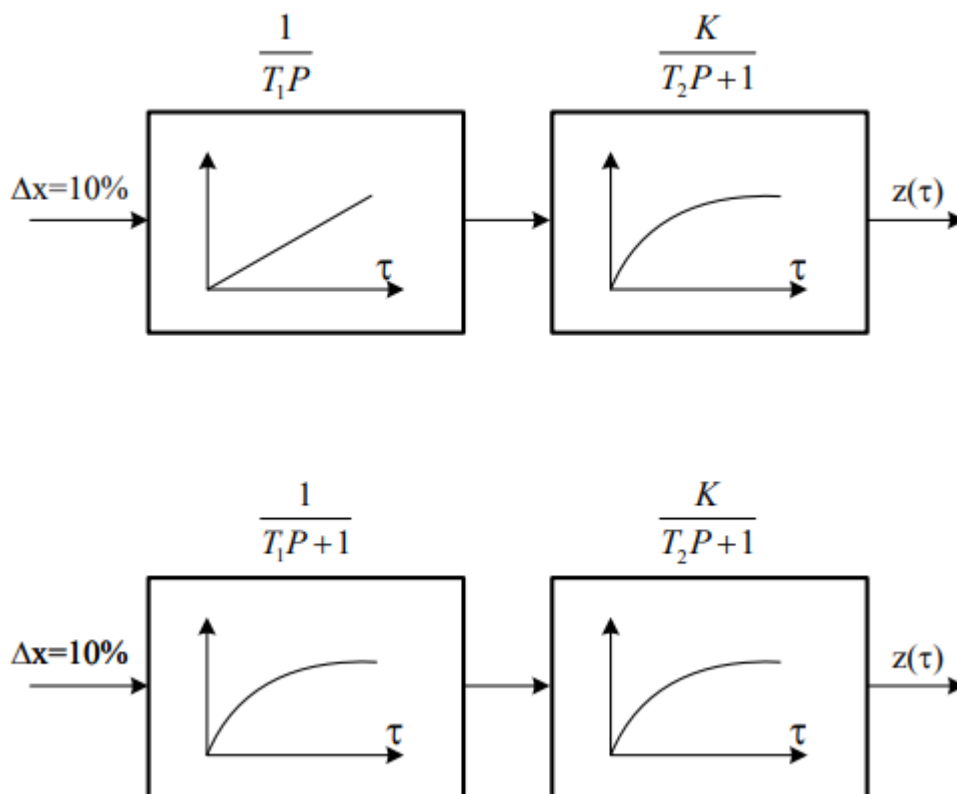 1
T₁P
K
T₂P+1
Δx=10%
τ
τ
z(τ)
1
T₁P+1
K
T₂P+1
Δx=10%
τ
τ
z(τ)